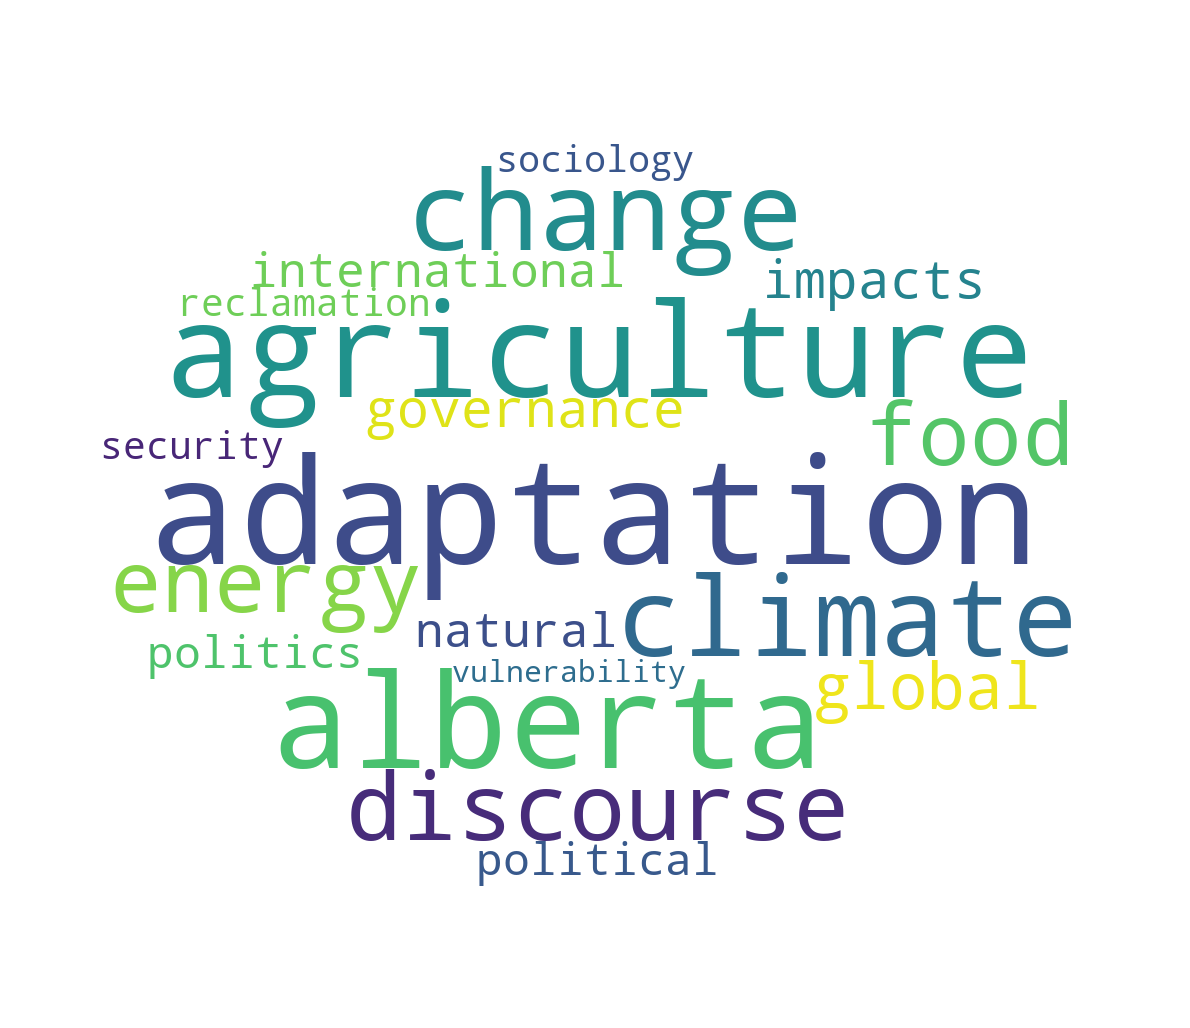 sociology
change
international
impacts
reclamation
agriculture
governance
food
security
adaptation
energy
climate
natural
politics
vulnerability
global
alberta
discourse
political